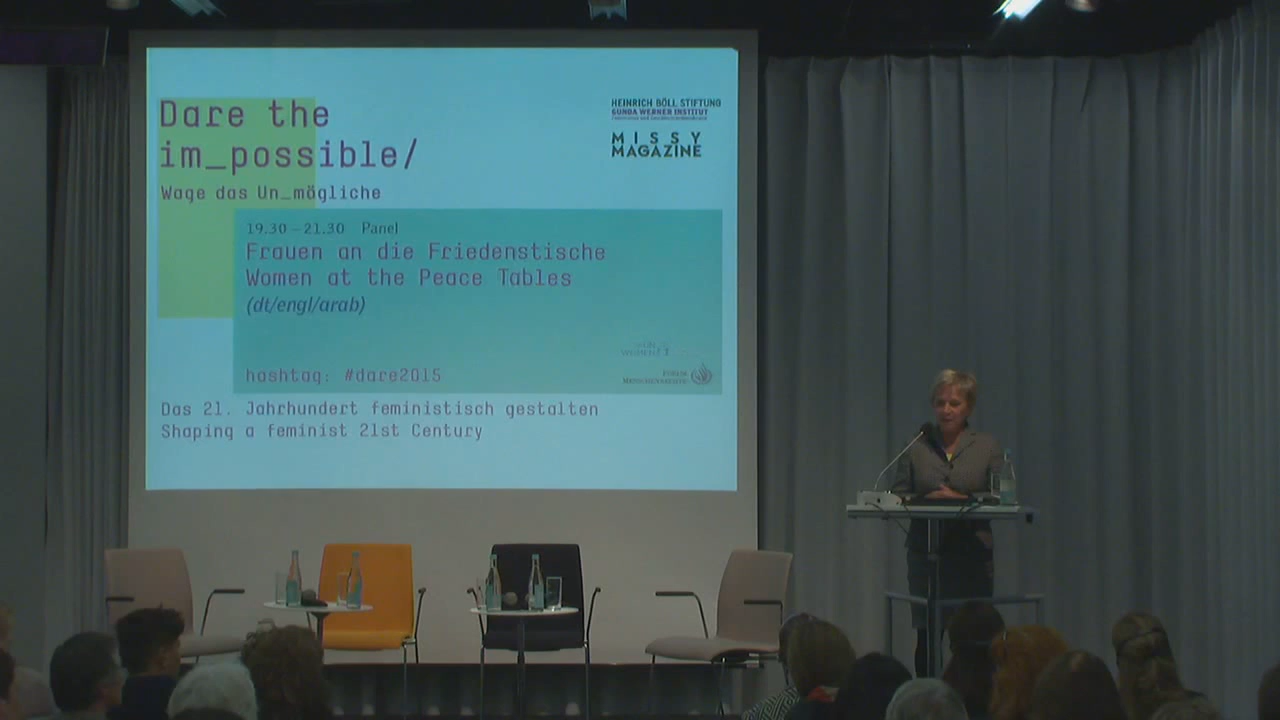 Dare the
im_possible/
Wage das Un_mögliche
HEINRICH BÖLL STIFTUNG
GUNDA WERNER INSTITUT
MISSY
MAGAZINE
19.30 – 21.30 Panel
Frauen an die Friedenstische
Women at the Peace Tables
(dt/engl/arab)
hashtag: #dare2015
FORUM
MENSCHENRECHTE
Das 21. Jahrhundert feministisch gestalten
Shaping a feminist 21st Century